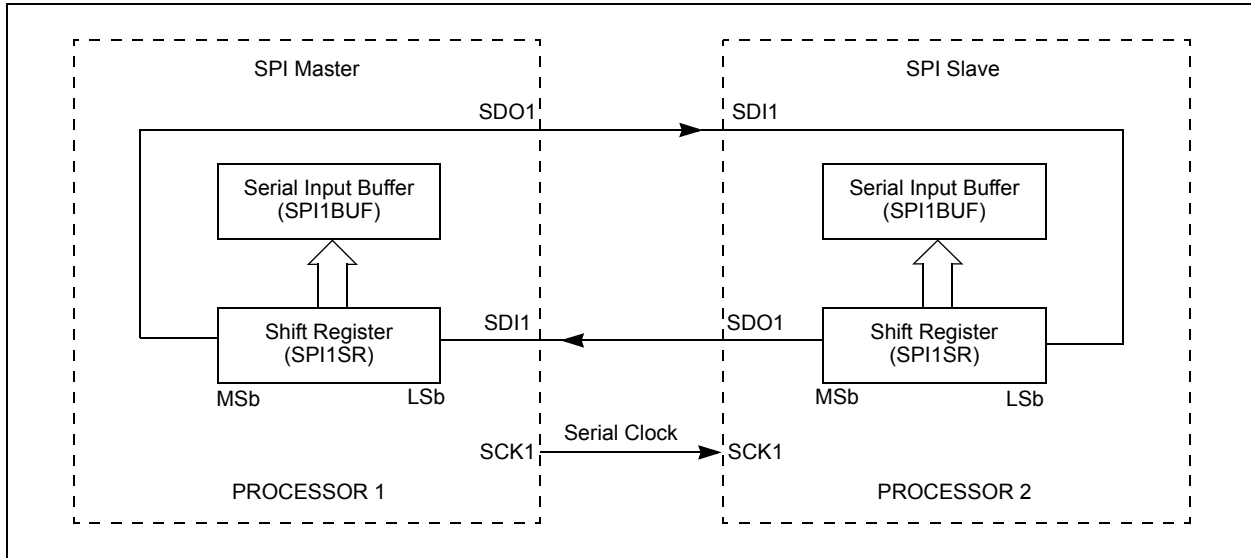 SPI Master
SPI Slave
SDO1
SDI1
Serial Input Buffer
(SPI1BUF)
Serial Input Buffer
(SPI1BUF)
Shift Register
(SPI1SR)
SDI1
SDO1
Shift Register
(SPI1SR)
MSb
LSb
MSb
LSb
Serial Clock
SCK1
SCK1
PROCESSOR 1
PROCESSOR 2